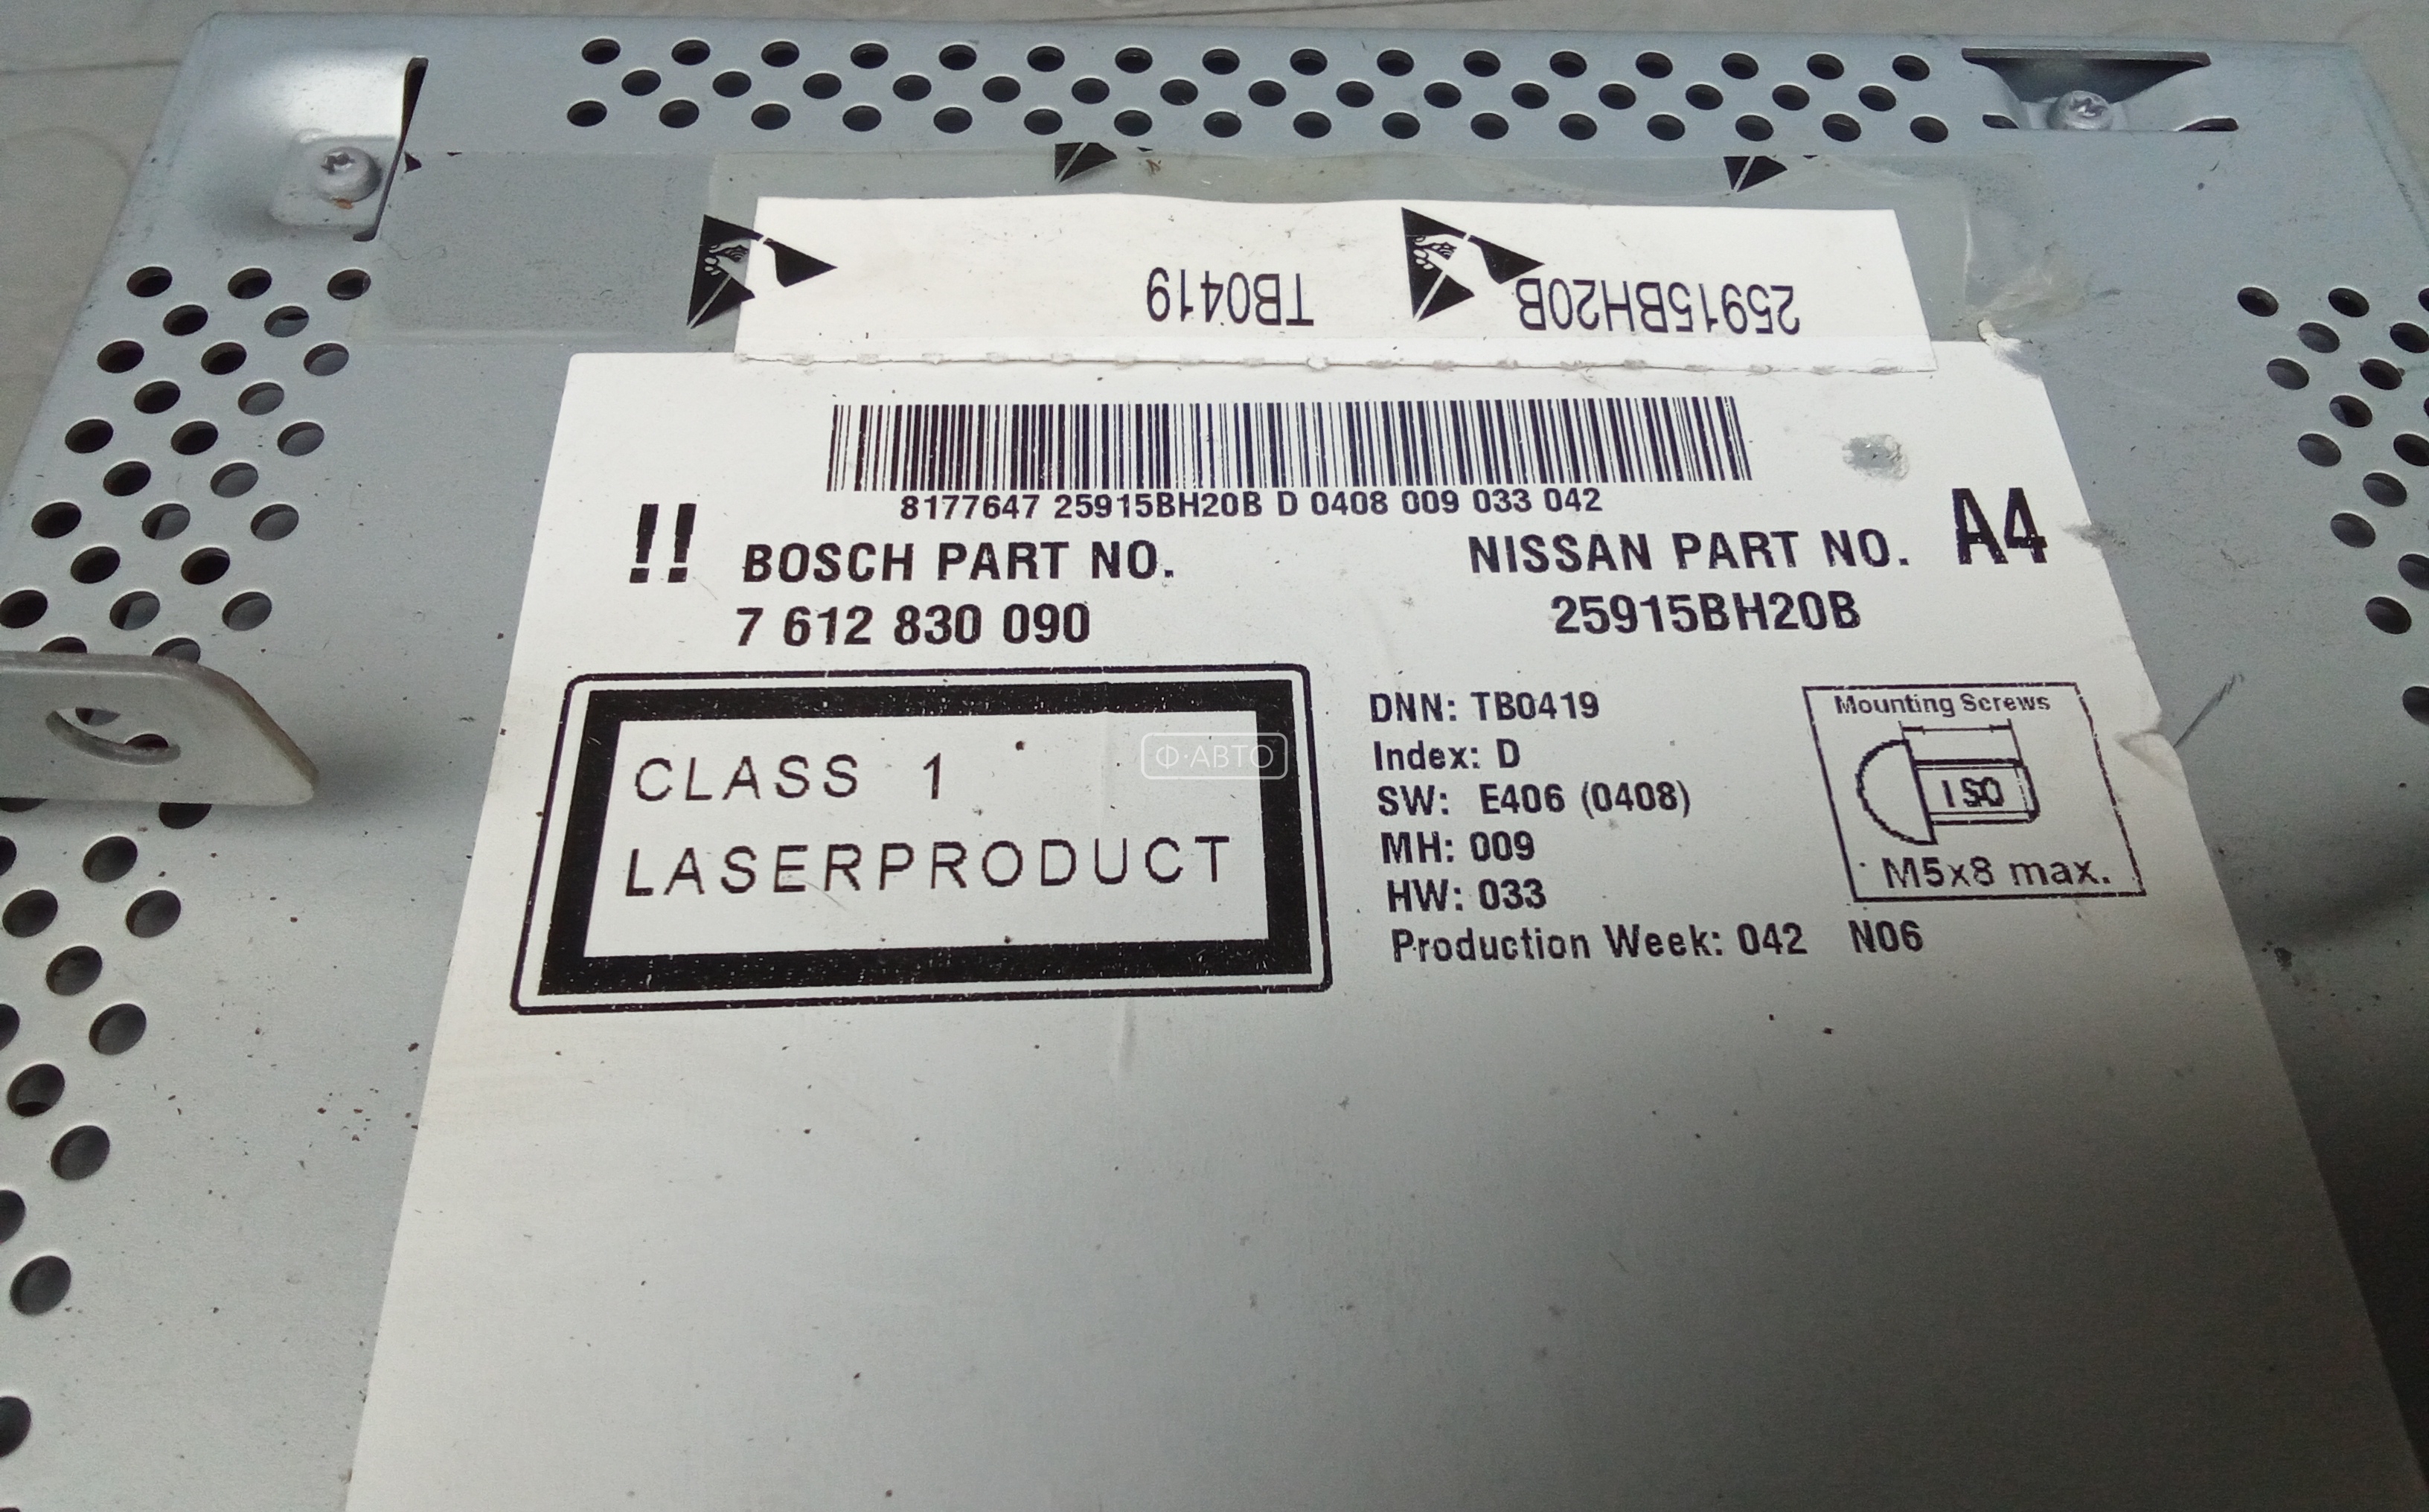 TB0419
25915BH20B
8177647 25915BH20B D 0408 009 033 042
!! BOSCH PART NO.
7 612 830 090
NISSAN PART NO. A4
25915BH20B
CLASS 1
LASERPRODUCT
Ф·АВТО
DNN: TB0419
Index: D
SW: E406 (0408)
MH: 009
HW: 033
Production Week: 042 N06
Mounting Screws
ISO
M5x8 max.